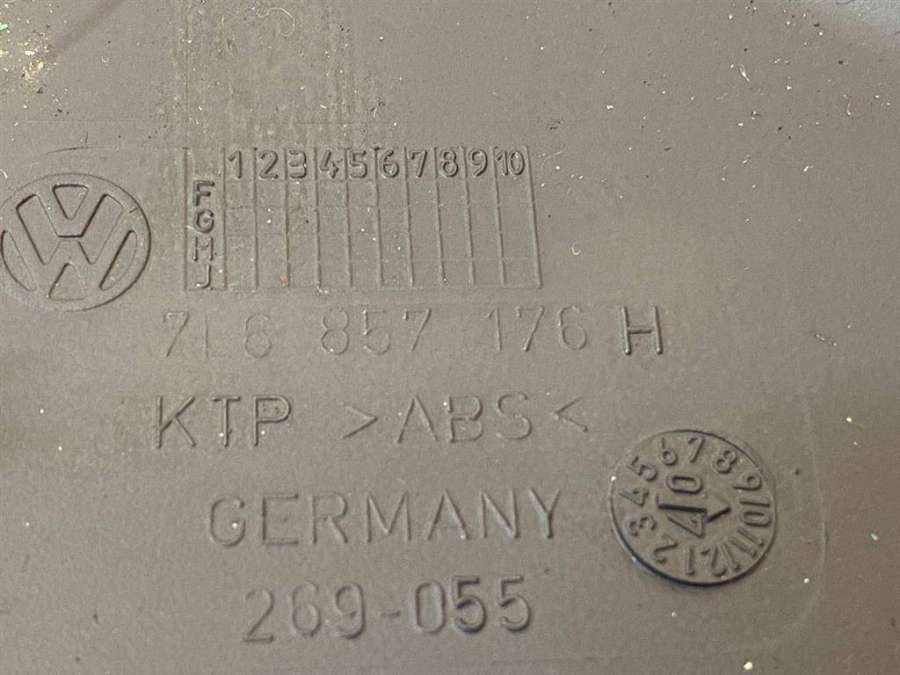 1 2 3 4 5 6 7 8 9 10
F
G
M
J
7L6 857 176 H
KTP >ABS<
GERMANY
269-055
1 2 3 4 5 6 7 8 9 10 11 12
04